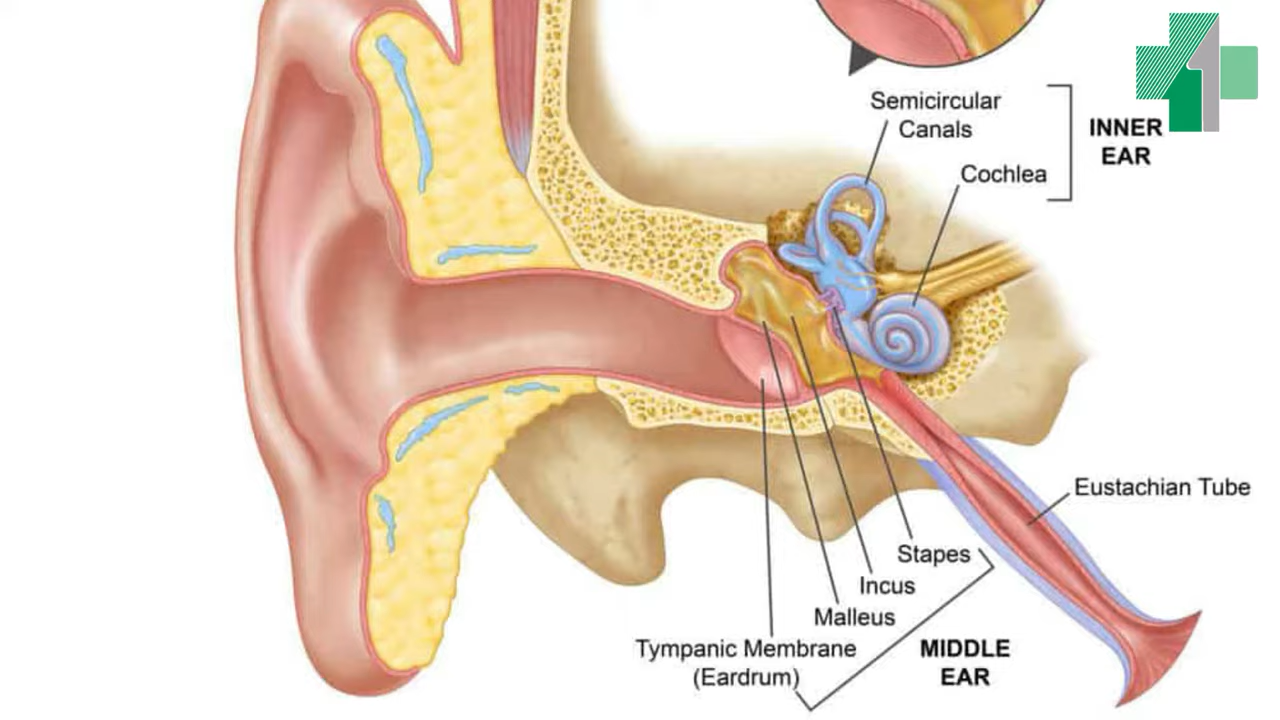 Semicircular
Canals
INNER
EAR
Cochlea
Eustachian Tube
Stapes
Incus
Malleus
Tympanic Membrane
(Eardrum)
MIDDLE
EAR